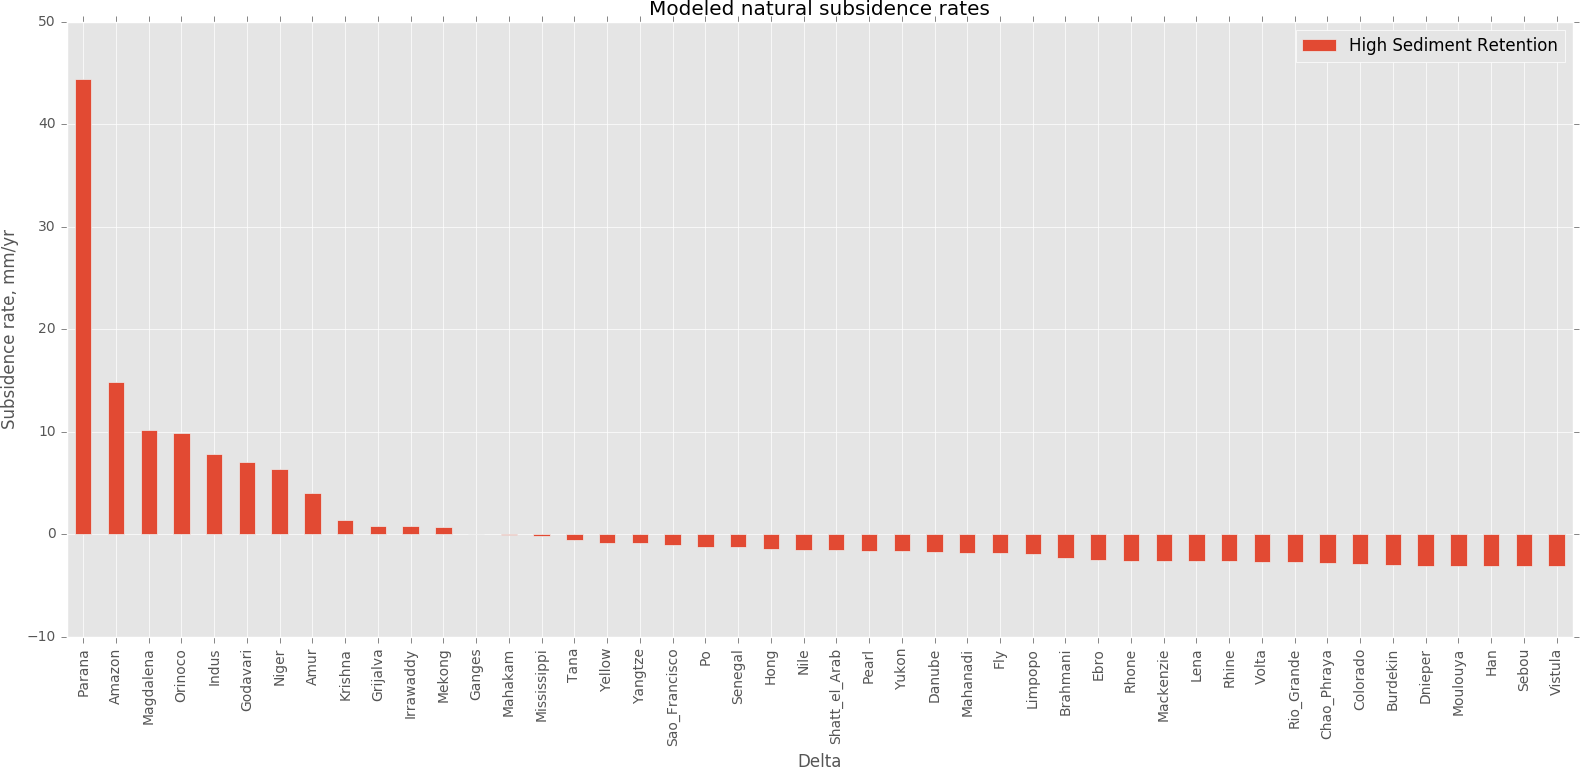 Modeled natural subsidence rates
High Sediment Retention
Subsidence rate, mm/yr
50
40
30
20
10
0
−10
Parana
Amazon
Magdalena
Orinoco
Indus
Godavari
Niger
Amur
Krishna
Grijalva
Irrawaddy
Mekong
Ganges
Mahakam
Mississippi
Tana
Yellow
Yangtze
Sao_Francisco
Po
Senegal
Hong
Nile
Shatt_el_Arab
Pearl
Yukon
Danube
Mahanadi
Fly
Limpopo
Brahmani
Ebro
Rhone
Mackenzie
Lena
Rhine
Volta
Rio_Grande
Chao_Phraya
Colorado
Burdekin
Dnieper
Moulouya
Han
Sebou
Vistula
Delta